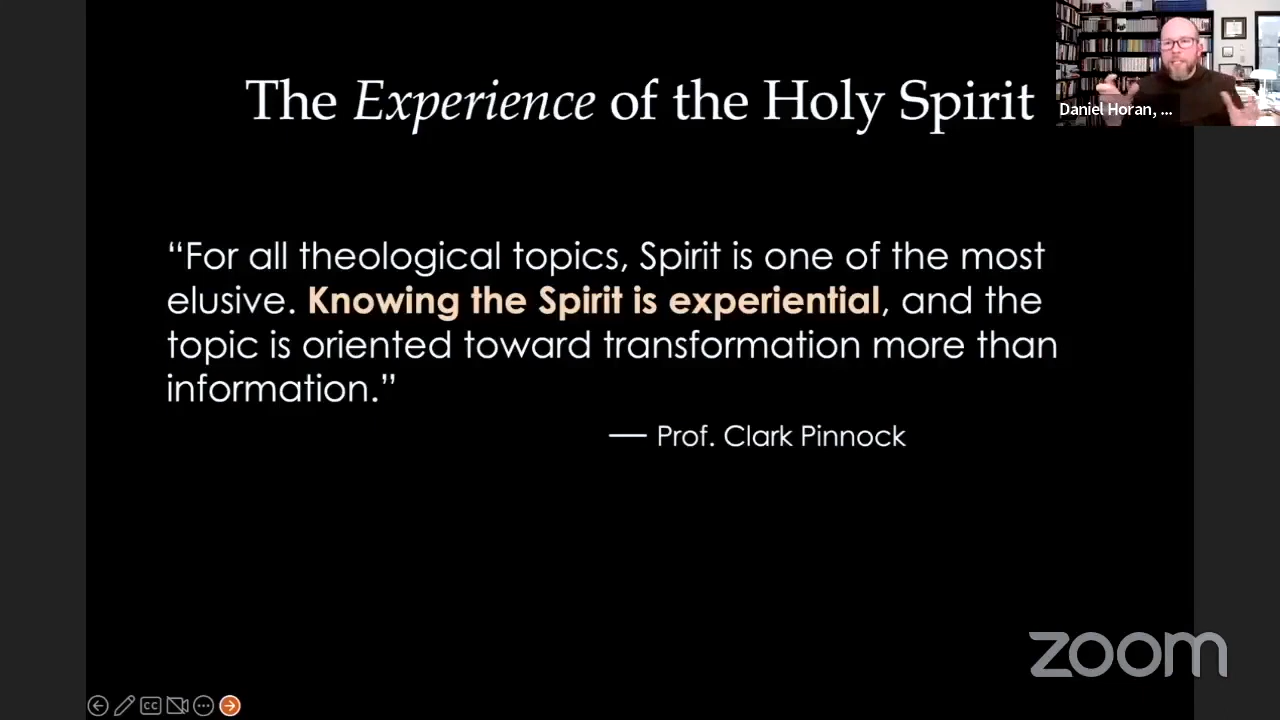 The Experience of the Holy Spirit
Daniel Horan, ...
“For all theological topics, Spirit is one of the most
elusive. Knowing the Spirit is experiential, and the
topic is oriented toward transformation more than
information.”
— Prof. Clark Pinnock
zoom
CC